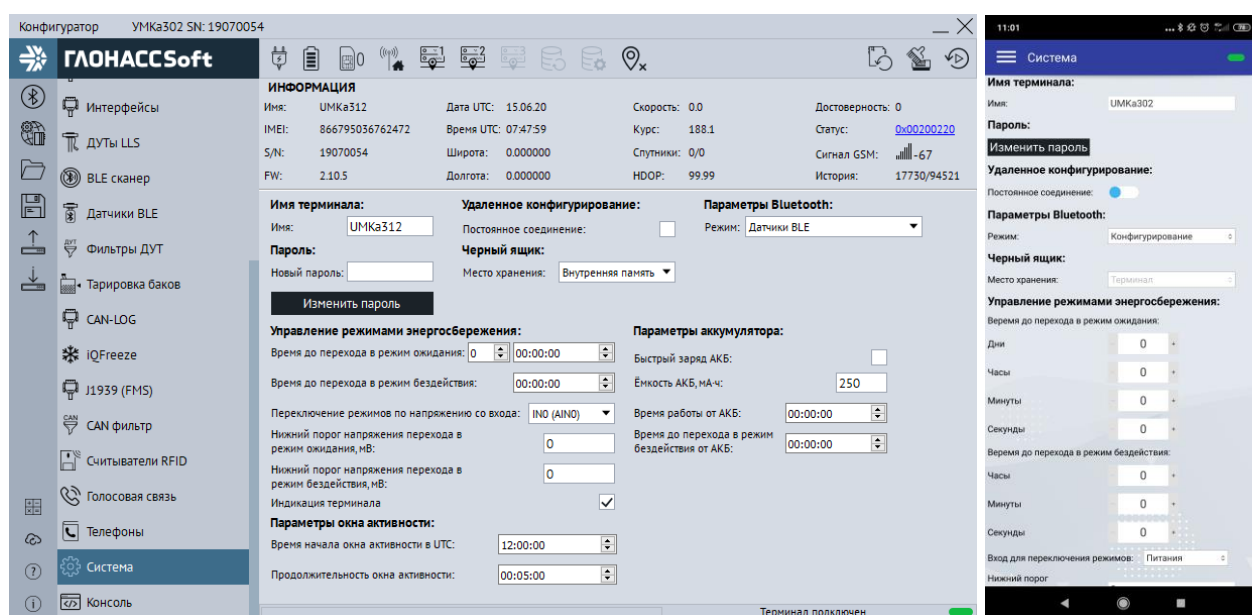 Конфигуратор УМКа302 SN: 19070054
ГЛОНАССSoft
0
1
2
x
Интерфейсы
ДУТы LLS
BLE сканер
Датчики BLE
Фильтры ДУТ
Тарировка баков
CAN-LOG
iQFreeze
J1939 (FMS)
CAN фильтр
Считыватели RFID
Голосовая связь
Телефоны
Система
Консоль
ИНФОРМАЦИЯ
Имя: UMKa312 Дата UTC: 15.06.20 Скорость: 0.0 Достоверность: 0
IMEI: 866795036762472 Время UTC: 07:47:59 Курс: 188.1 Статус: 0x00200220
S/N: 19070054 Широта: 0.000000 Спутники: 0/0 Сигнал GSM: -67
FW: 2.10.5 Долгота: 0.000000 HDOP: 99.99 История: 17730/94521
Имя терминала: Удаленное конфигурирование: Параметры Bluetooth:
Имя: UMKa312 Постоянное соединение: Режим: Датчики BLE
Пароль: Черный ящик:
Новый пароль: Место хранения: Внутренняя память
Изменить пароль
Управление режимами энергосбережения: Параметры аккумулятора:
Время до перехода в режим ожидания: 0 00:00:00 Быстрый заряд АКБ:
Время до перехода в режим бездействия: 00:00:00 Ёмкость АКБ, мА·ч: 250
Переключение режимов по напряжению со входа: IN0 (AIN0) Время работы от АКБ: 00:00:00
Нижний порог напряжения перехода в
режим ожидания, мВ: 0
Время до перехода в режим
бездействия от АКБ: 00:00:00
Нижний порог напряжения перехода в
режим бездействия, мВ: 0
Индикация терминала
Параметры окна активности:
Время начала окна активности в UTC: 12:00:00
Продолжительность окна активности: 00:05:00
Терминал подключен
11:01 78
Система
Имя терминала:
Имя: UMKa302
Пароль:
Изменить пароль
Удаленное конфигурирование:
Постоянное соединение:
Параметры Bluetooth:
Режим: Конфигурирование
Черный ящик:
Место хранения: Терминал
Управление режимами энергосбережения:
Веремя до перехода в режим ожидания:
Дни - 0 +
Часы - 0 +
Минуты - 0 +
Секунды - 0 +
Веремя до перехода в режим бездействия:
Часы - 0 +
Минуты - 0 +
Секунды - 0 +
Вход для переключения режимов: Питания
Нижний порог